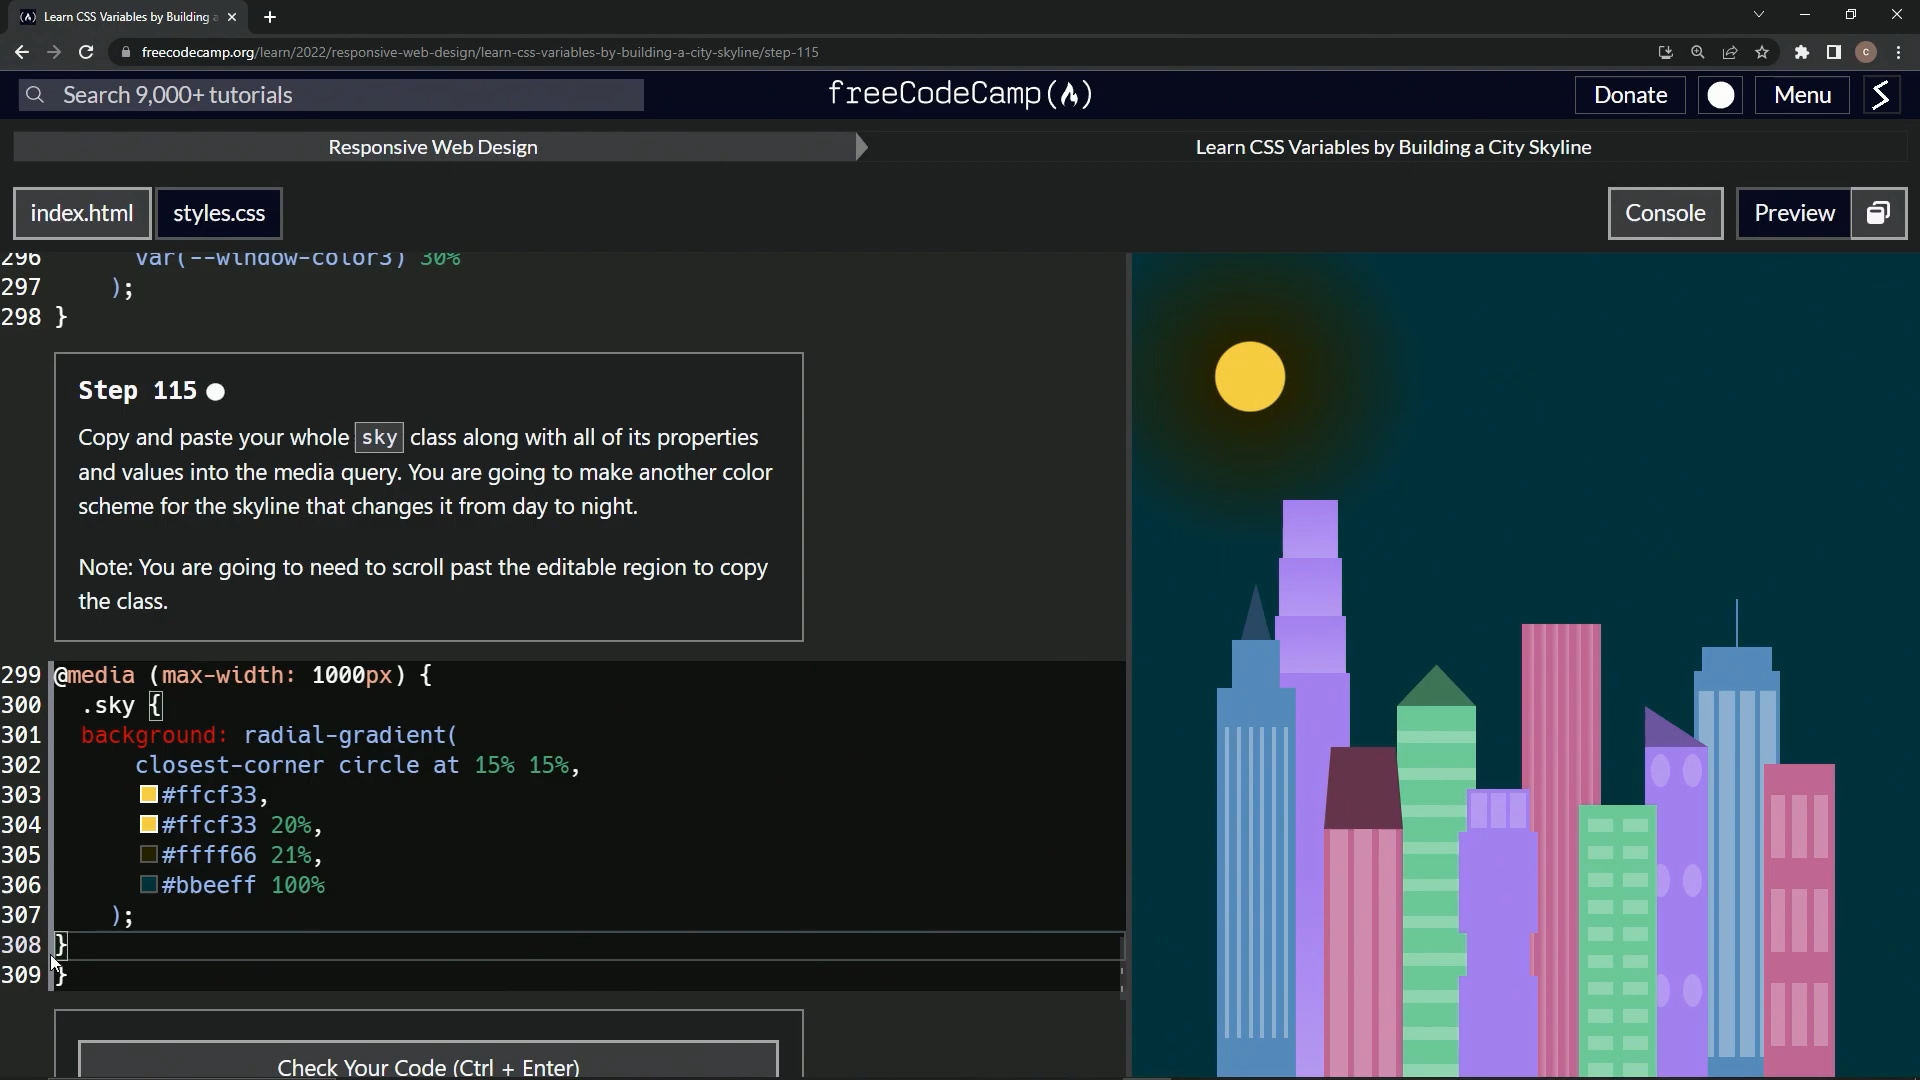 Learn CSS Variables by Building a
freecodecamp.org/learn/2022/responsive-web-design/learn-css-variables-by-building-a-city-skyline/step-115
C
Search 9,000+ tutorials
freeCodeCamp
Donate
Menu
Responsive Web Design
Learn CSS Variables by Building a City Skyline
index.html
styles.css
Console
Preview
296 var(--window-color3) 30%
297 );
298 }
Step 115
Copy and paste your whole sky class along with all of its properties
and values into the media query. You are going to make another color
scheme for the skyline that changes it from day to night.
Note: You are going to need to scroll past the editable region to copy
the class.
299 @media (max-width: 1000px) {
300 .sky {
301 background: radial-gradient(
302 closest-corner circle at 15% 15%,
303 #ffcf33,
304 #ffcf33 20%,
305 #ffff66 21%,
306 #bbeeff 100%
307 );
308 }
309 }
Check Your Code (Ctrl + Enter)